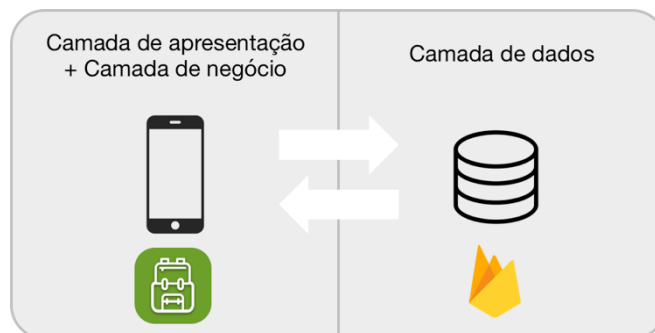 Camada de apresentação
+ Camada de negócio
Camada de dados